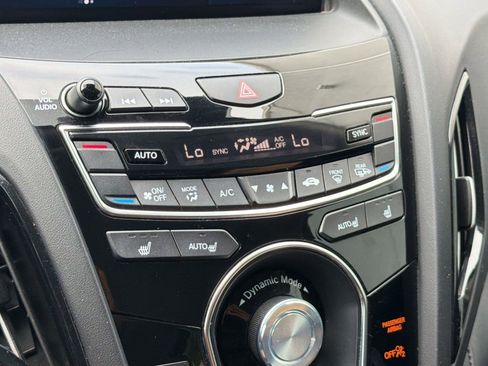 VOL
AUDIO
AUTO
Lo SYNC A/C OFF Lo
SYNC
ON/OFF
MODE
A/C
FRONT
REAR
AUTO
AUTO
Dynamic Mode
PASSENGER
AIRBAG
OFF 2